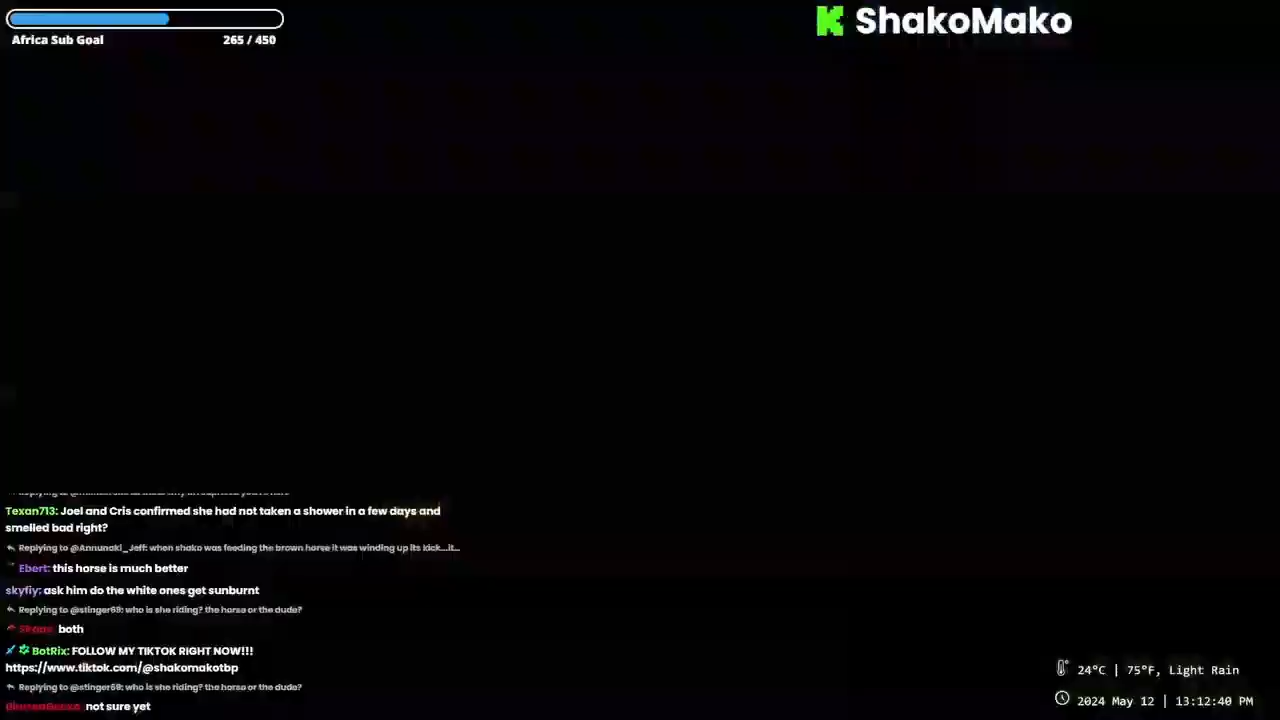 Africa Sub Goal 265 / 450
K ShakoMako
Texan713: Joel and Cris confirmed she had not taken a shower in a few days and
smelled bad right?
Replying to @Annunaki_Jeff: when shako was feeding the brown horse it was winding up its kick...it...
Ebert: this horse is much better
skyfiy: ask him do the white ones get sunburnt
Replying to @stinger69: who is she riding? the horse or the dude?
both
BotRix: FOLLOW MY TIKTOK RIGHT NOW!!!
https://www.tiktok.com/@shakomakotbp
Replying to @stinger69: who is she riding? the horse or the dude?
not sure yet
24°C | 75°F, Light Rain
2024 May 12 | 13:12:40 PM